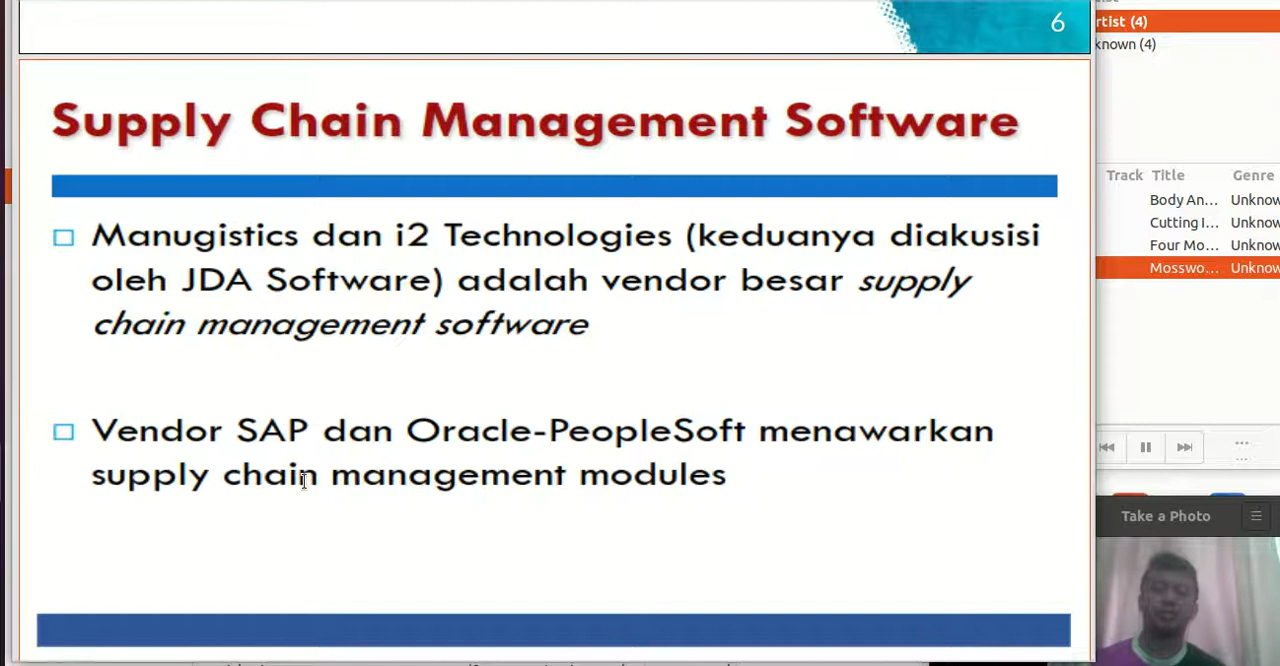 6
rtist (4)
known (4)
Supply Chain Management Software
Manugistics dan i2 Technologies (keduanya diakusisi
oleh JDA Software) adalah vendor besar supply
chain management software
Vendor SAP dan Oracle-PeopleSoft menawarkan
supply chain management modules
Track Title Genre
Body An... Unknow
Cutting I... Unknow
Four Mo... Unknow
Mosswo... Unknow
Take a Photo